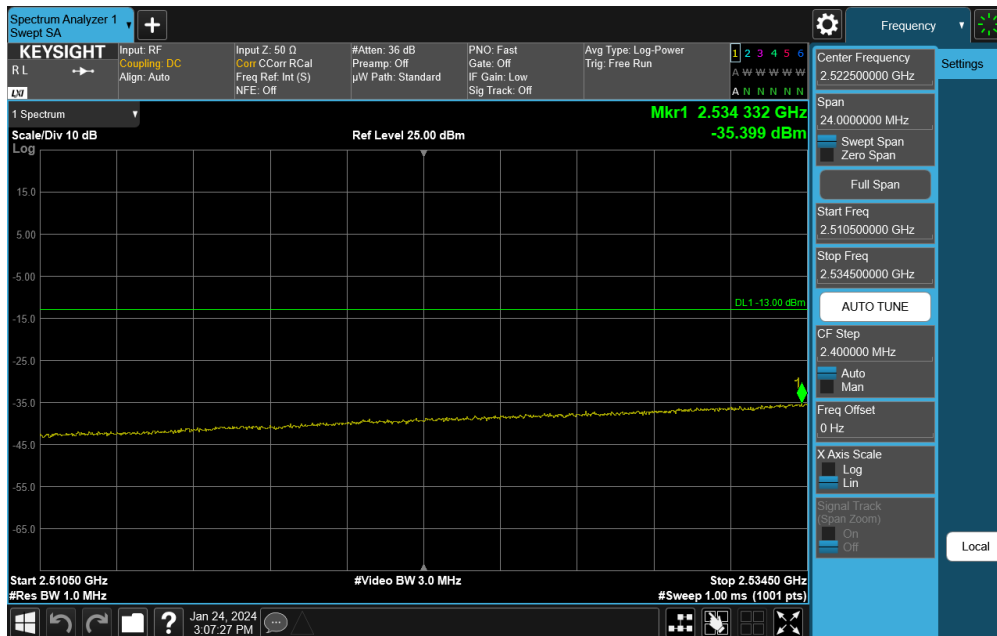 Spectrum Analyzer 1
Swept SA
Frequency
KEYSIGHT
R L
LXI
Input: RF
Coupling: DC
Align: Auto
Input Z: 50 Ω
Corr CCorr RCal
Freq Ref: Int (S)
NFE: Off
#Atten: 36 dB
Preamp: Off
µW Path: Standard
PNO: Fast
Gate: Off
IF Gain: Low
Sig Track: Off
Avg Type: Log-Power
Trig: Free Run
1 2 3 4 5 6
A W W W W W
A N N N N N
1 Spectrum
Mkr1 2.534 332 GHz
-35.399 dBm
Scale/Div 10 dB
Ref Level 25.00 dBm
Log
15.0
5.00
-5.00
DL1 -13.00 dBm
-15.0
-25.0
1
-35.0
-45.0
-55.0
-65.0
Start 2.51050 GHz
#Video BW 3.0 MHz
Stop 2.53450 GHz
#Res BW 1.0 MHz
#Sweep 1.00 ms (1001 pts)
Jan 24, 2024
3:07:27 PM
Center Frequency
2.522500000 GHz
Span
24.0000000 MHz
Swept Span
Zero Span
Full Span
Start Freq
2.510500000 GHz
Stop Freq
2.534500000 GHz
AUTO TUNE
CF Step
2.400000 MHz
Auto
Man
Freq Offset
0 Hz
X Axis Scale
Log
Lin
Signal Track
(Span Zoom)
On
Off
Settings
Local